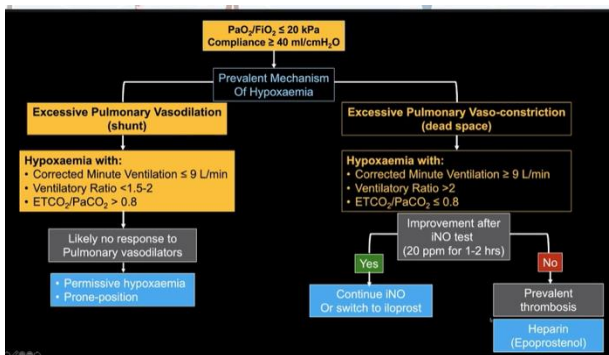 PaO₂/FiO₂ ≤ 20 kPa
Compliance ≥ 40 ml/cmH₂O
Prevalent Mechanism
Of Hypoxaemia
Excessive Pulmonary Vasodilation
(shunt)
Hypoxaemia with:
• Corrected Minute Ventilation ≤ 9 L/min
• Ventilatory Ratio <1.5-2
• ETCO₂/PaCO₂ > 0.8
Likely no response to
Pulmonary vasodilators
• Permissive hypoxaemia
• Prone-position
Excessive Pulmonary Vaso-constriction
(dead space)
Hypoxaemia with:
• Corrected Minute Ventilation ≥ 9 L/min
• Ventilatory Ratio >2
• ETCO₂/PaCO₂ ≤ 0.8
Improvement after
iNO test
(20 ppm for 1-2 hrs)
Yes
No
Continue iNO
Or switch to iloprost
Prevalent
thrombosis
Heparin
(Epoprostenol)